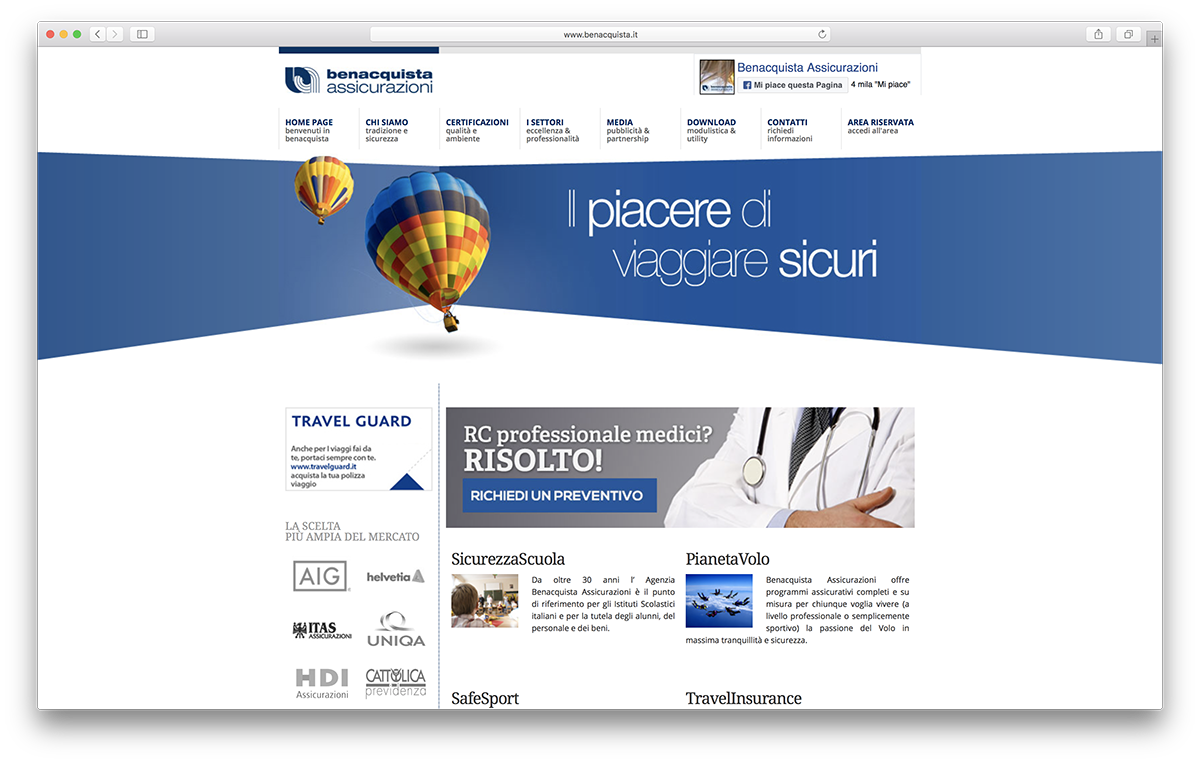 www.benacquista.it
benacquista
assicurazioni
Benacquista Assicurazioni
Mi piace questa Pagina
4 mila "Mi piace"
HOME PAGE
benvenuti in
benacquista
CHI SIAMO
tradizione e
sicurezza
CERTIFICAZIONI
qualità e
ambiente
I SETTORI
eccellenza &
professionalità
MEDIA
pubblicità &
partnership
DOWNLOAD
modulistica &
utility
CONTATTI
richiedi
informazioni
AREA RISERVATA
accedi all'area
Il piacere di
viaggiare sicuri
TRAVEL GUARD
Anche per I viaggi fai da
te, portaci sempre con te.
www.travelguard.it
acquista la tua polizza
viaggio
LA SCELTA
PIÙ AMPIA DEL MERCATO
AIG
helvetia
ITAS
ASSICURAZIONI
UNIQA
HDI
Assicurazioni
CATTOLICA
previdenza
RC professionale medici?
RISOLTO!
RICHIEDI UN PREVENTIVO
SicurezzaScuola
Da oltre 30 anni l' Agenzia
Benacquista Assicurazioni è il punto
di riferimento per gli Istituti Scolastici
italiani e per la tutela degli alunni, del
personale e dei beni.
PianetaVolo
Benacquista Assicurazioni offre
programmi assicurativi completi e su
misura per chiunque voglia vivere (a
livello professionale o semplicemente
sportivo) la passione del Volo in
massima tranquillità e sicurezza.
SafeSport
TravelInsurance